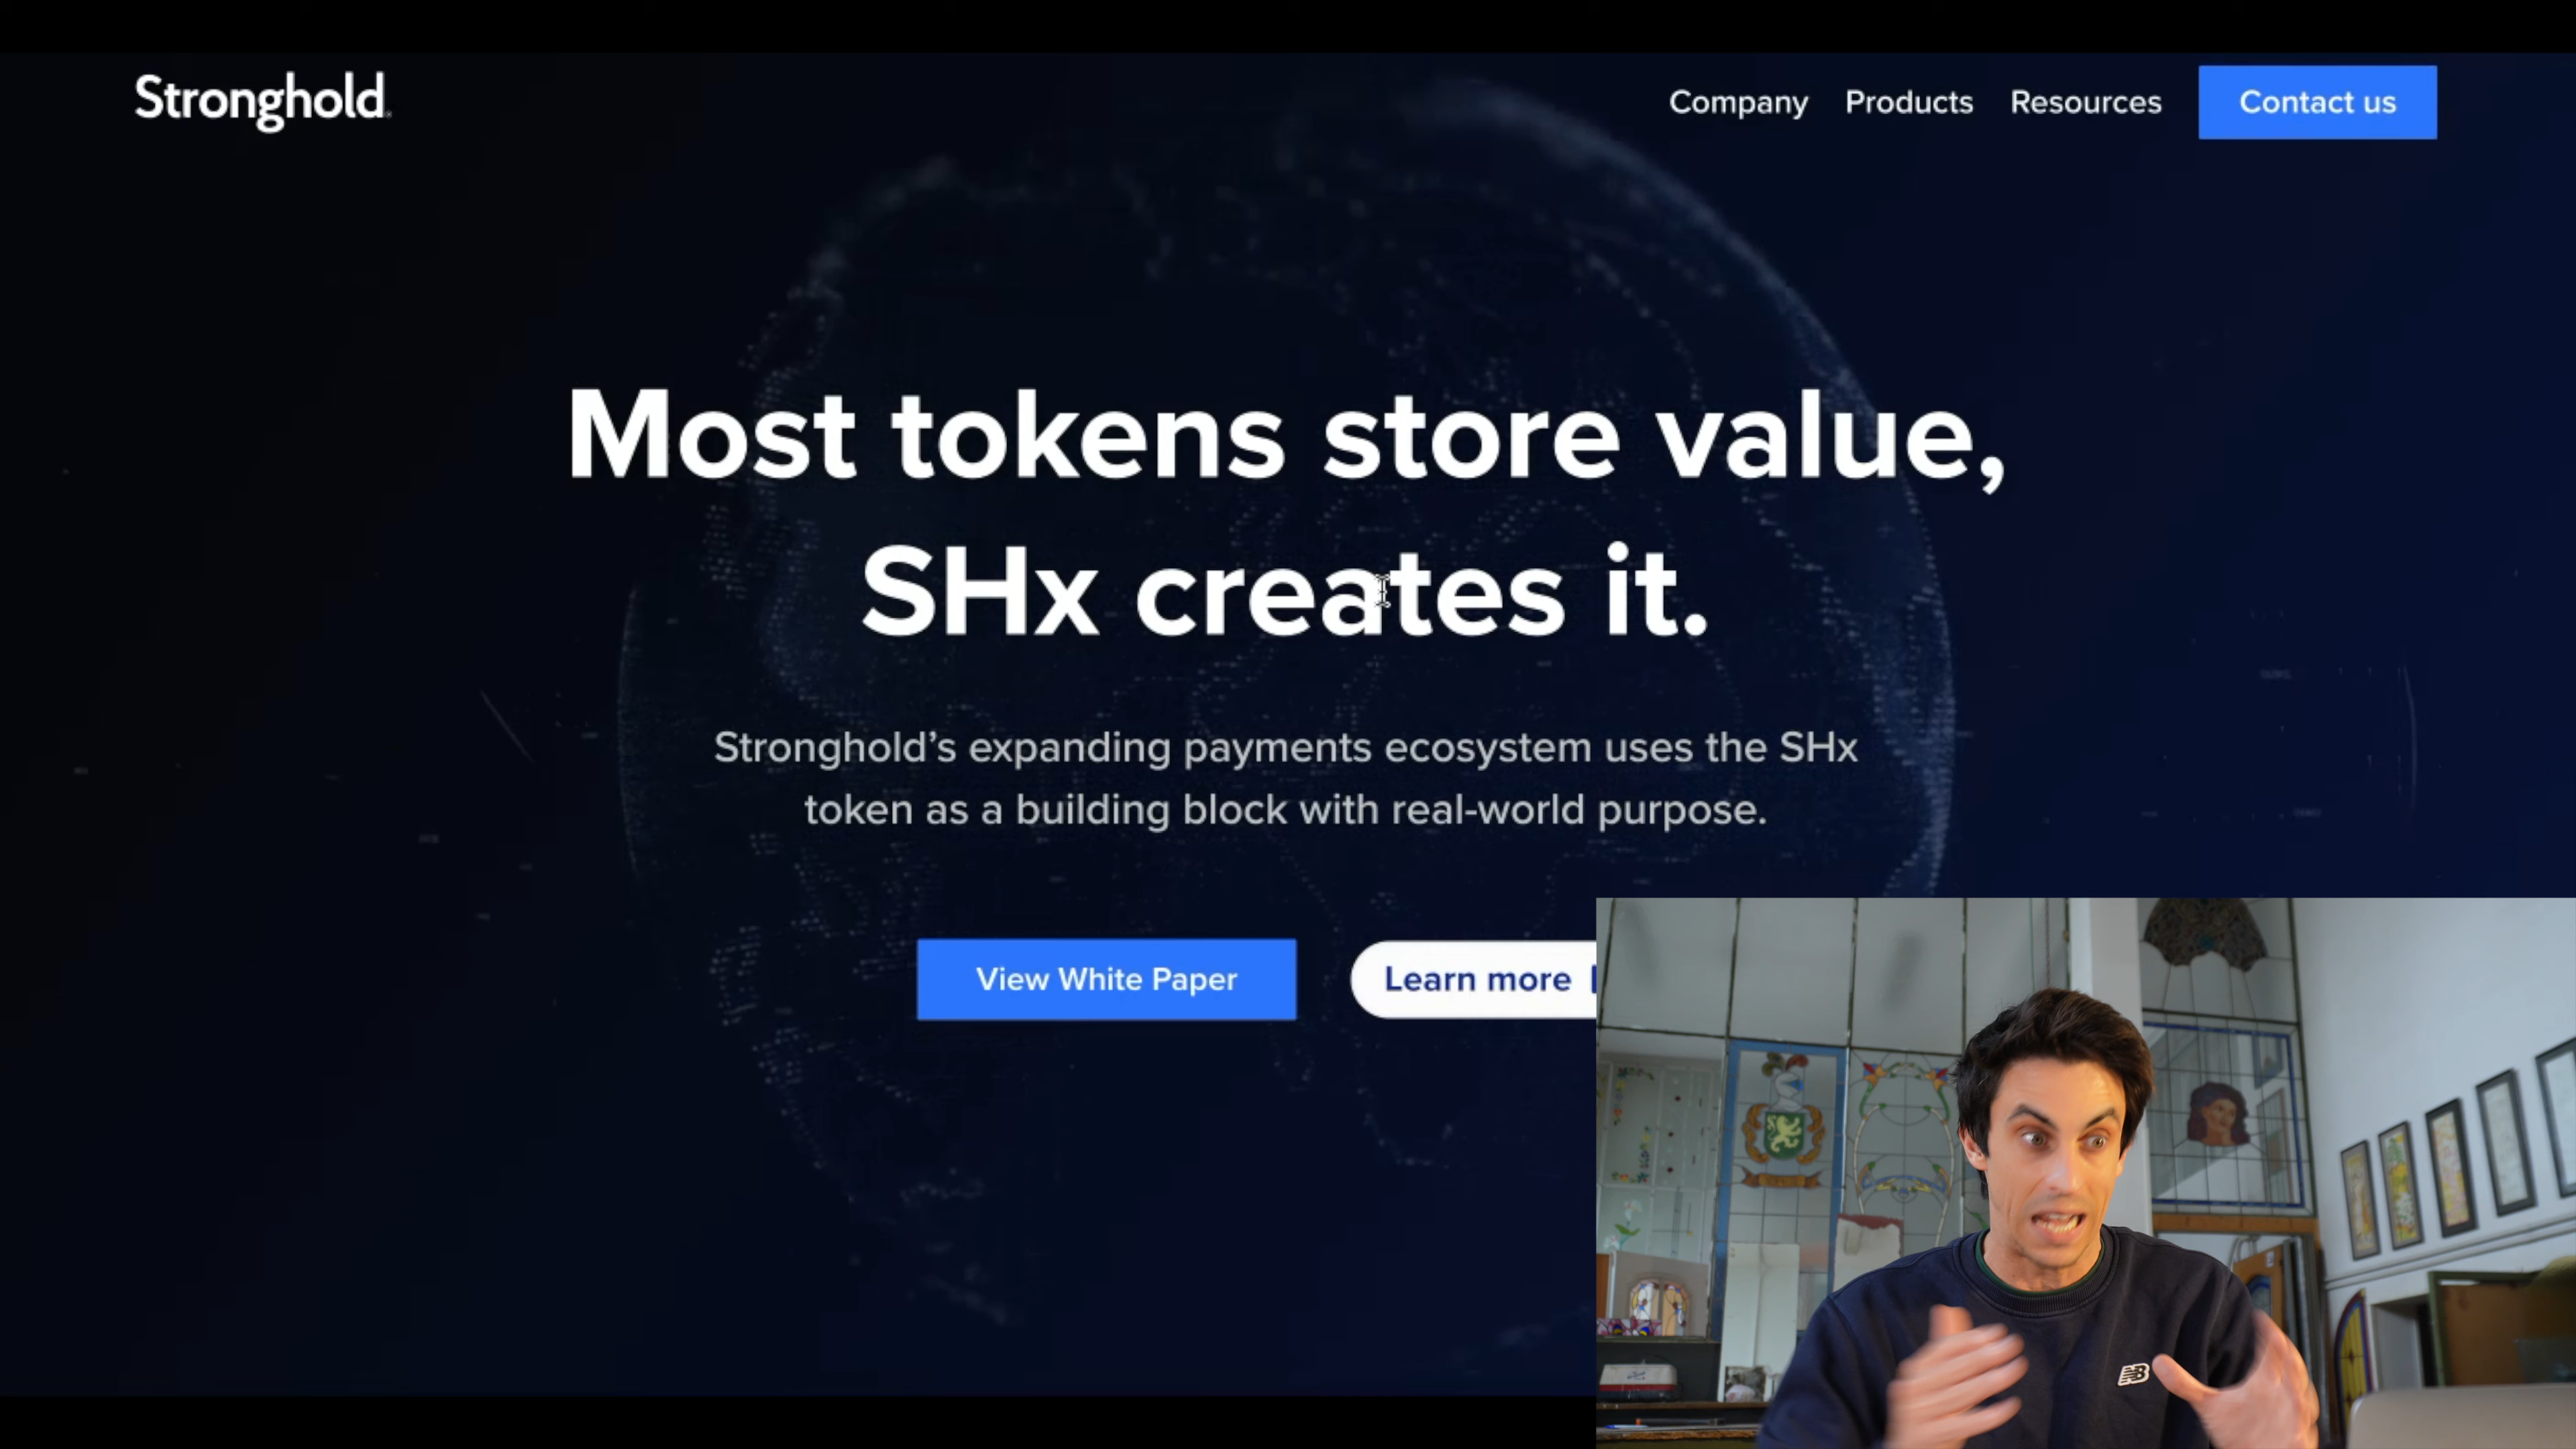 Stronghold
Company Products Resources Contact us
Most tokens store value,
SHx creates it.
Stronghold’s expanding payments ecosystem uses the SHx
token as a building block with real-world purpose.
View White Paper
Learn more